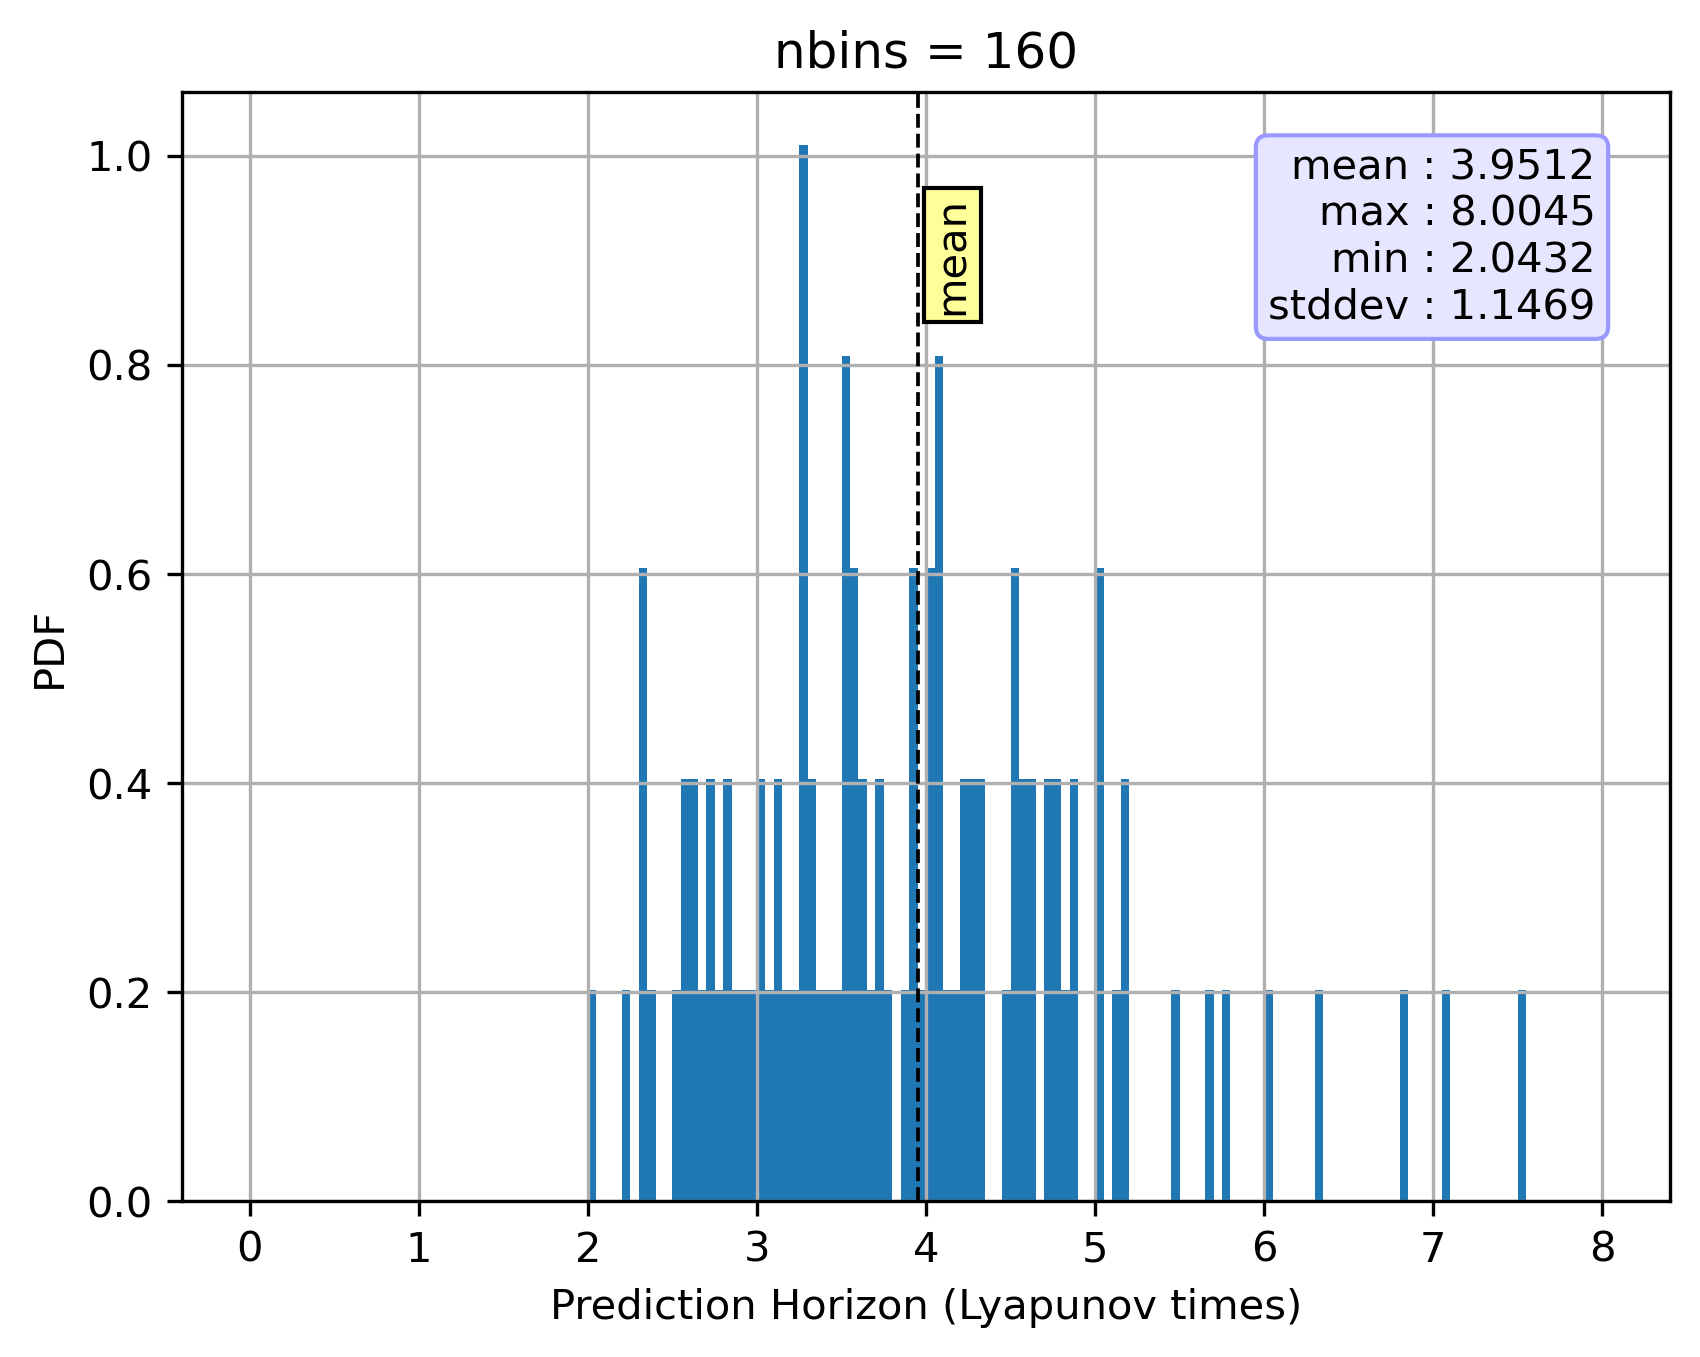 nbins = 160
mean : 3.9512
max : 8.0045
min : 2.0432
stddev : 1.1469
mean
PDF
1.0
0.8
0.6
0.4
0.2
0.0
0 1 2 3 4 5 6 7 8
Prediction Horizon (Lyapunov times)